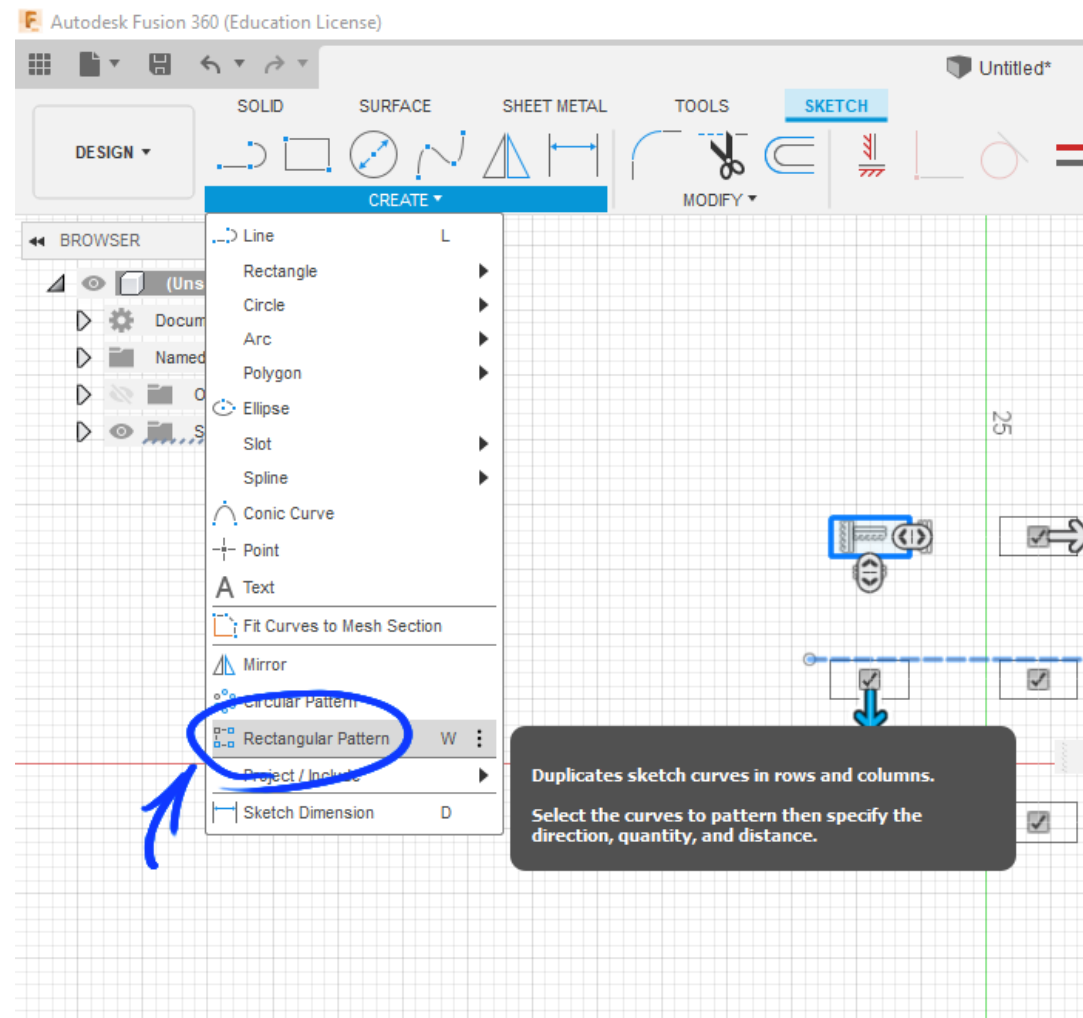 Autodesk Fusion 360 (Education License)
Untitled*
SOLID SURFACE SHEET METAL TOOLS SKETCH
DESIGN
CREATE MODIFY
BROWSER
Line L
(Uns
Rectangle
Circle
Docum
Arc
Named
Polygon
O
Ellipse
S
Slot
25
Spline
Conic Curve
Point
A Text
Fit Curves to Mesh Section
Mirror
Circular Pattern
Rectangular Pattern W
Project / Include
Sketch Dimension D
Duplicates sketch curves in rows and columns.
Select the curves to pattern then specify the
direction, quantity, and distance.